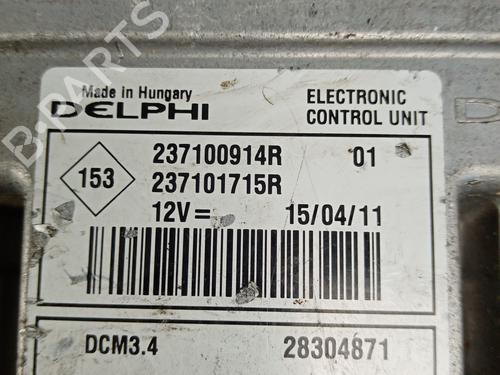 Made in Hungary
DELPHI
ELECTRONIC
CONTROL UNIT
153
237100914R 01
237101715R
12V= 15/04/11
DCM3.4 28304871
B-PARTS